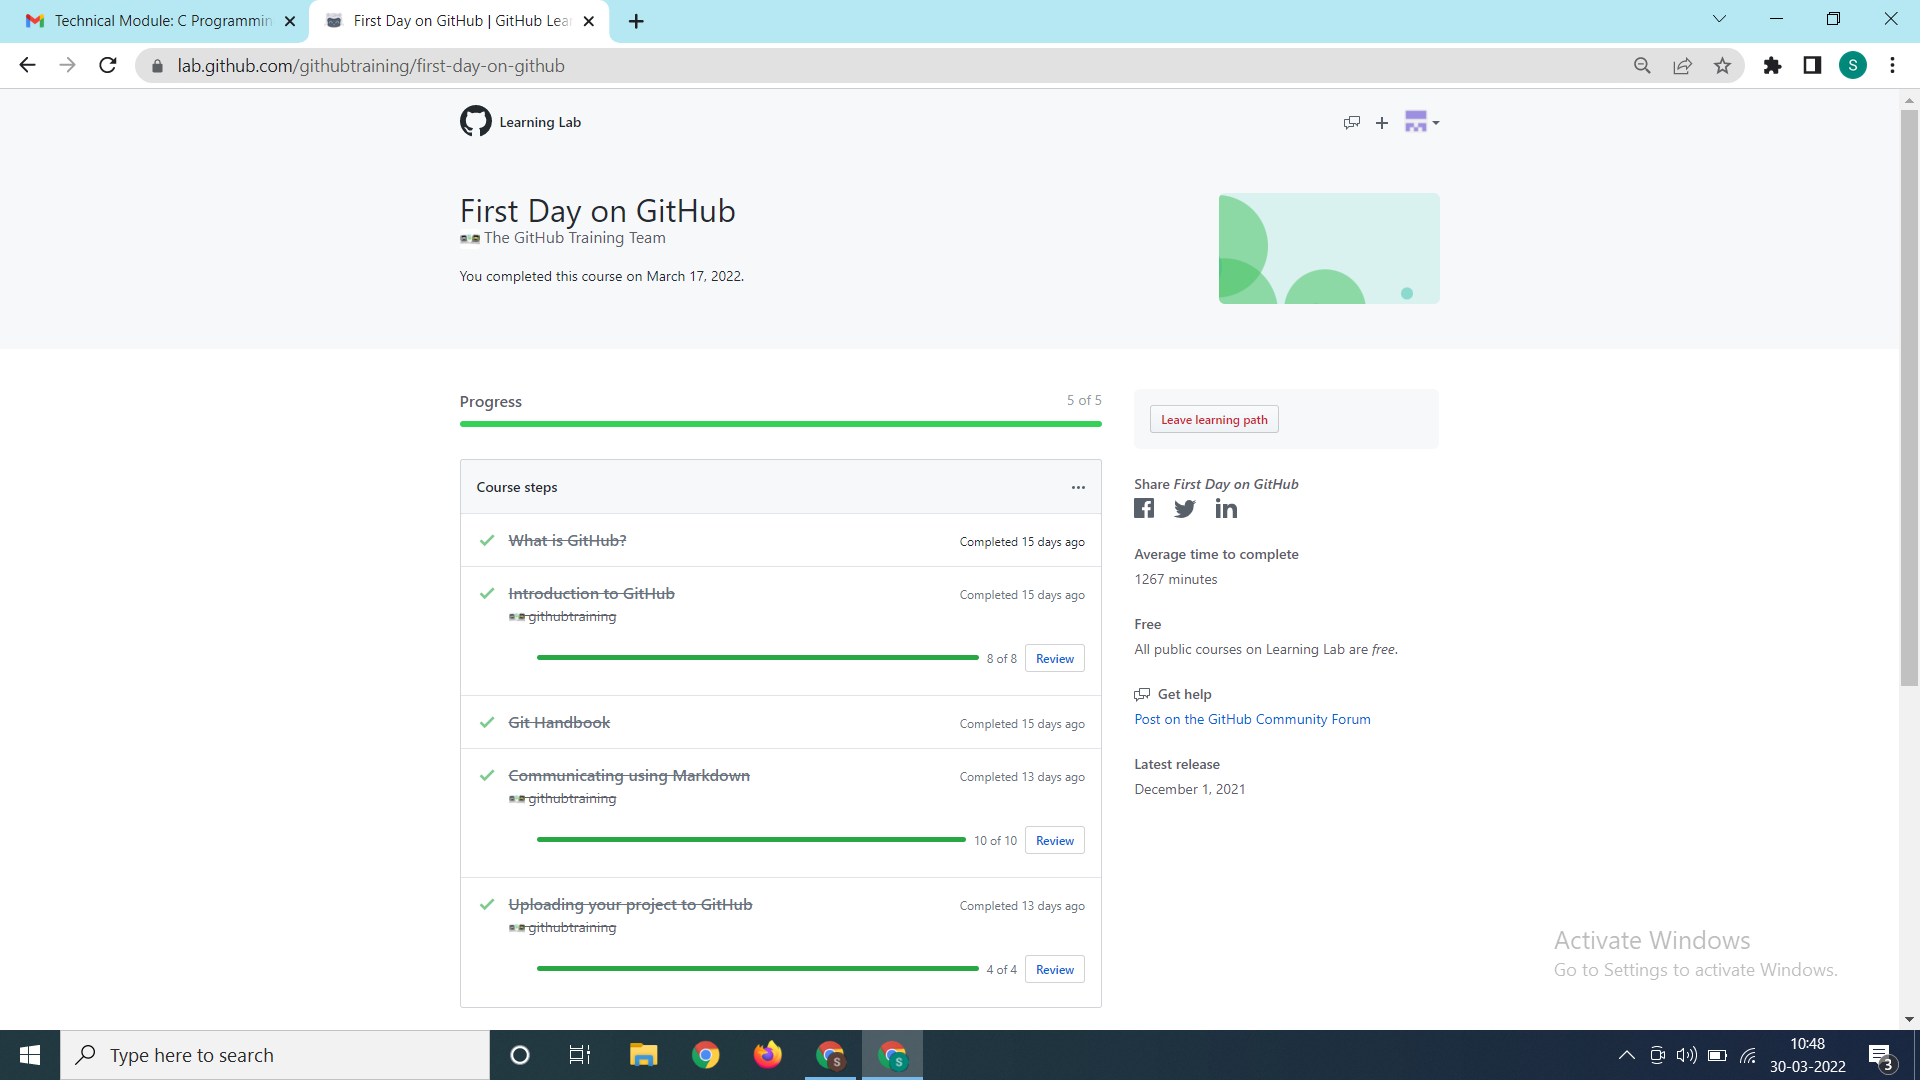 Technical Module: C Programmin
First Day on GitHub | GitHub Lea
lab.github.com/githubtraining/first-day-on-github
S
Learning Lab
First Day on GitHub
The GitHub Training Team
You completed this course on March 17, 2022.
Progress
5 of 5
Leave learning path
Course steps
What is GitHub?
Completed 15 days ago
Introduction to GitHub
Completed 15 days ago
githubtraining
8 of 8
Review
Git Handbook
Completed 15 days ago
Communicating using Markdown
Completed 13 days ago
githubtraining
10 of 10
Review
Uploading your project to GitHub
Completed 13 days ago
githubtraining
4 of 4
Review
Share First Day on GitHub
Average time to complete
1267 minutes
Free
All public courses on Learning Lab are free.
Get help
Post on the GitHub Community Forum
Latest release
December 1, 2021
Activate Windows
Go to Settings to activate Windows.
Type here to search
S
S
10:48
30-03-2022
3